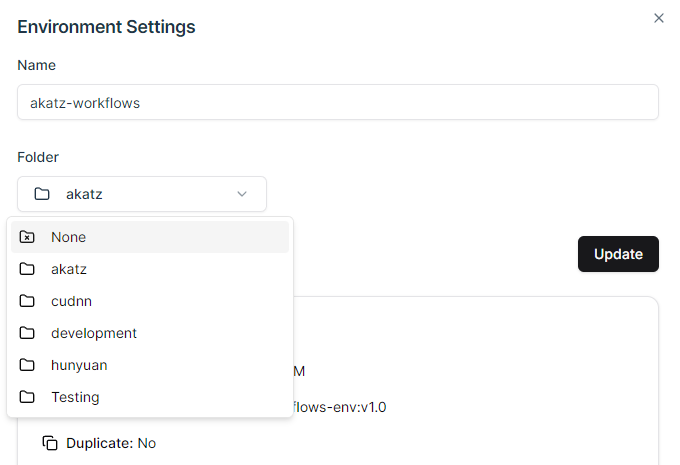 Environment Settings
Name
akatz-workflows
Folder
akatz
None
akatz
cudnn
development
hunyuan
Testing
Update
M
flows-env:v1.0
Duplicate: No